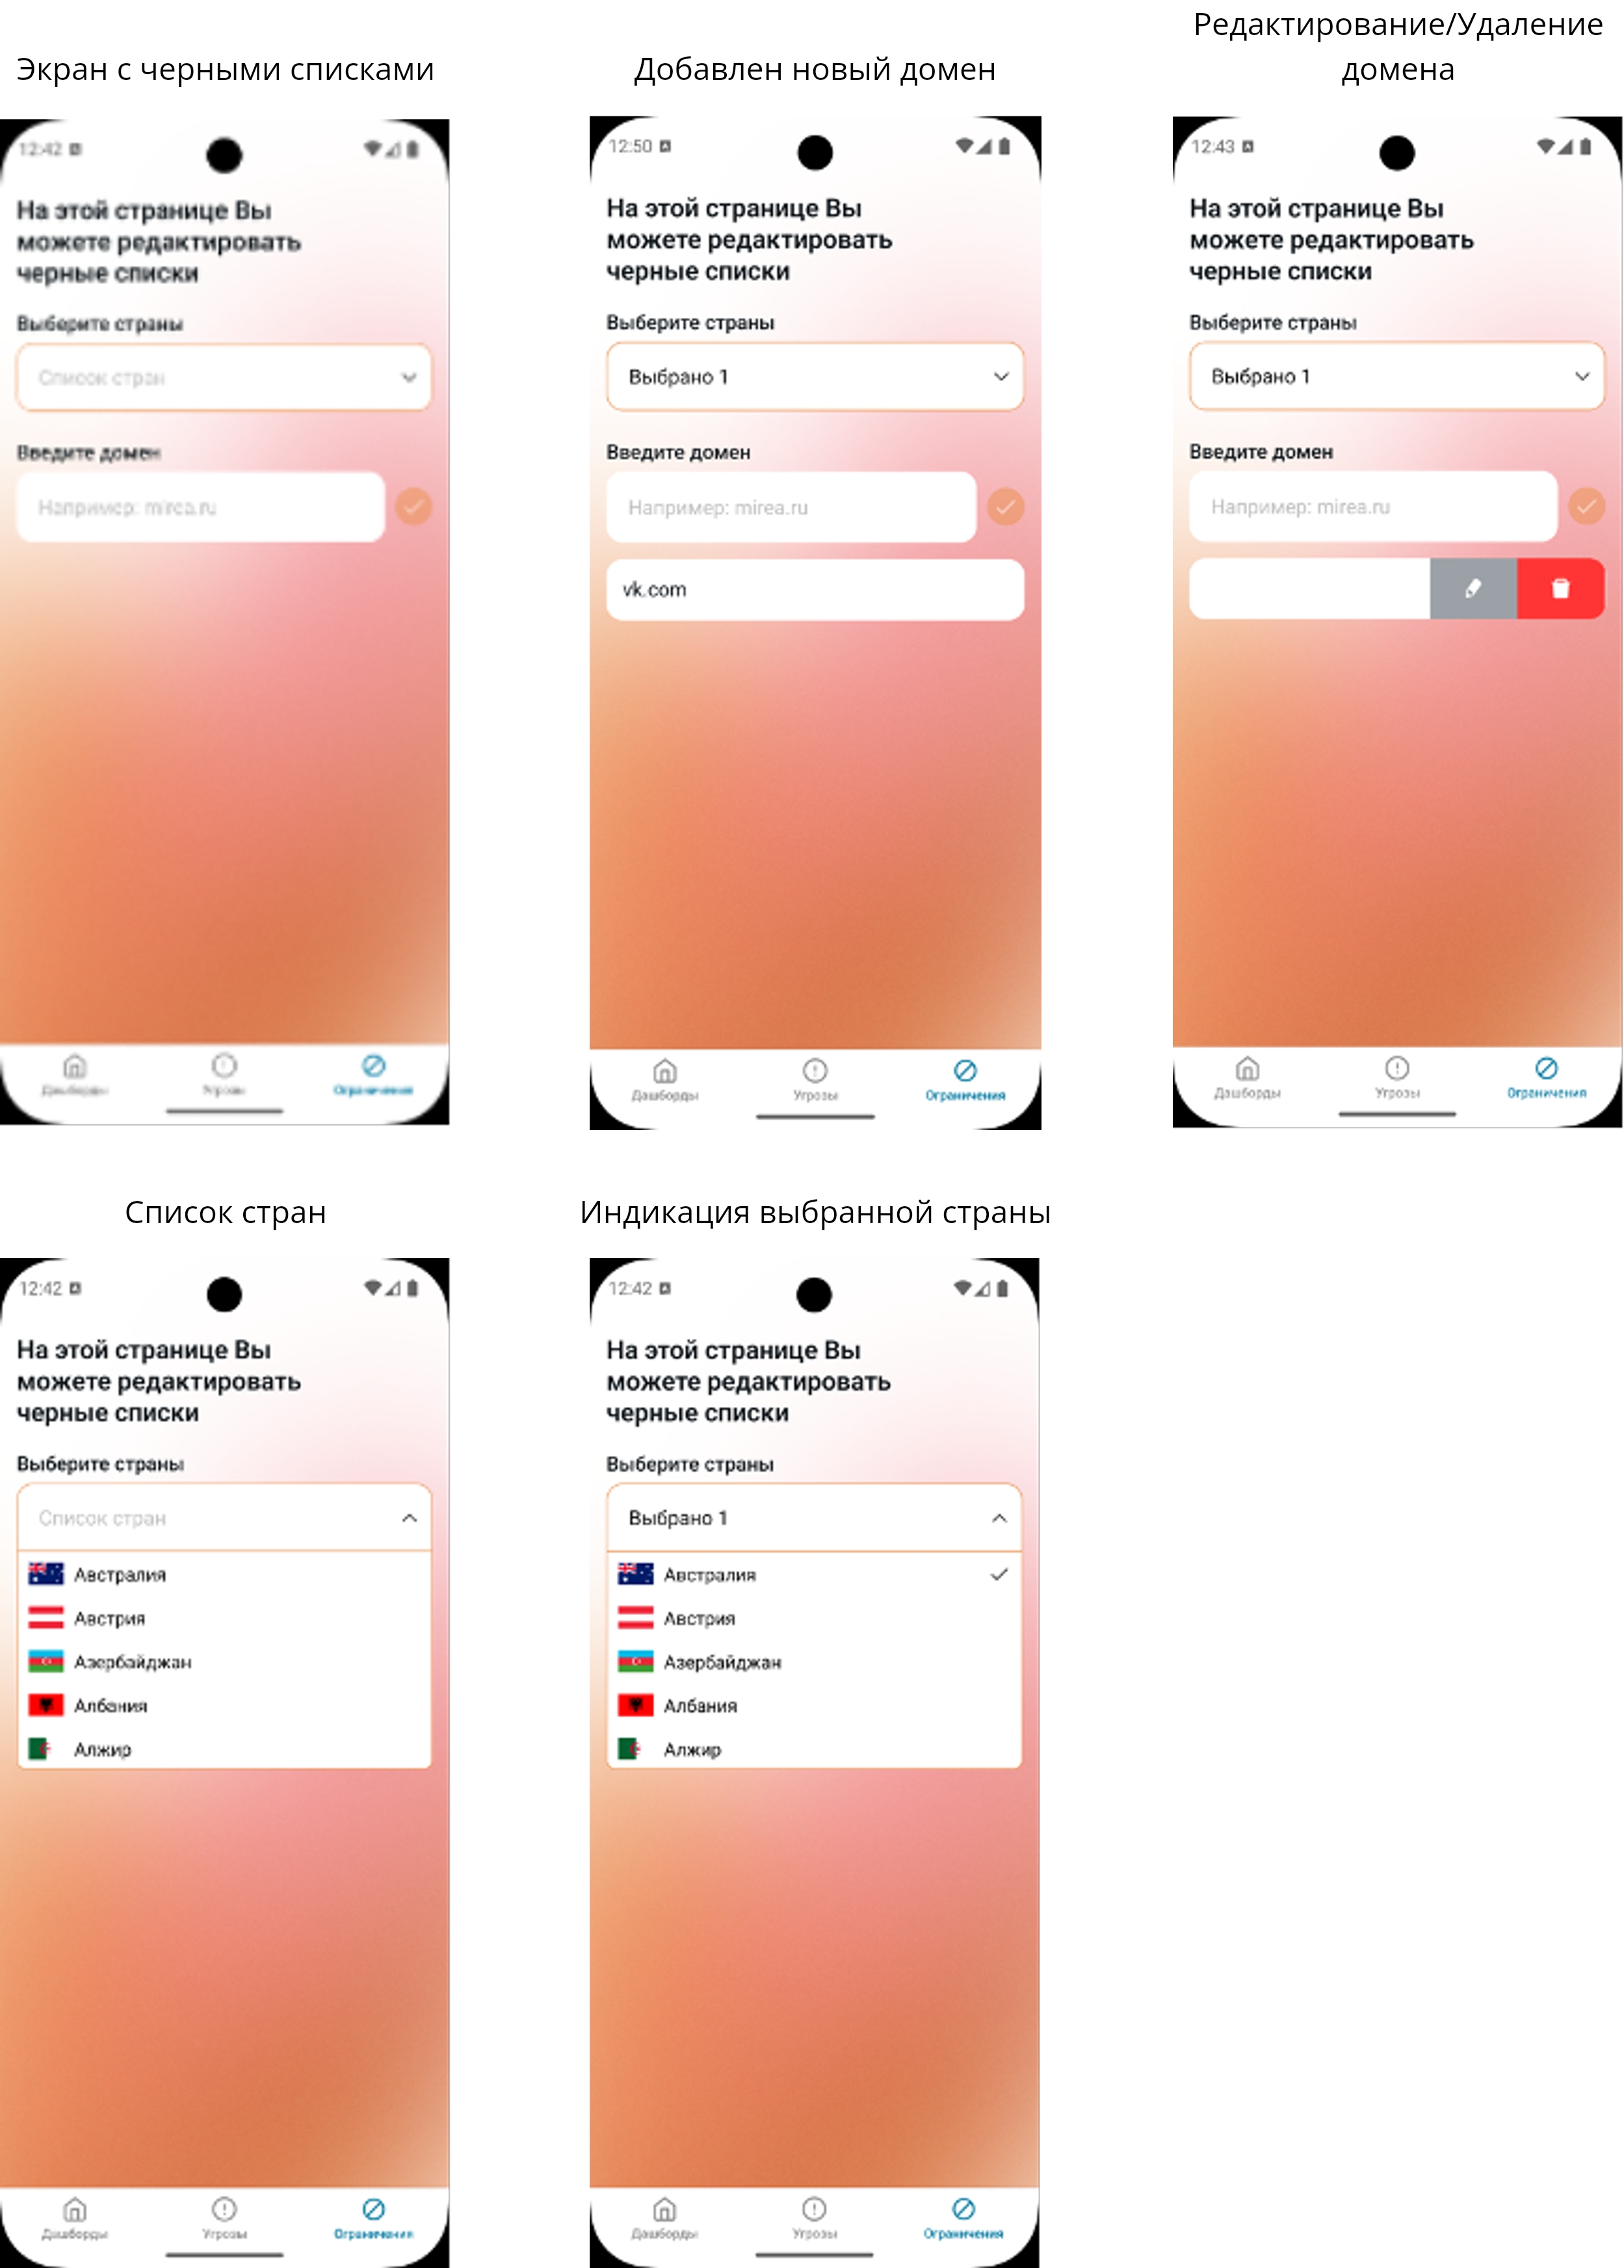 Экран с черными списками
12:42
На этой странице Вы
можете редактировать
черные списки
Выберите страны
Список стран
Введите домен
Например: mirea.ru
Дашборды
Угрозы
Ограничения
Добавлен новый домен
12:50
На этой странице Вы
можете редактировать
черные списки
Выберите страны
Выбрано 1
Введите домен
Например: mirea.ru
vk.com
Дашборды
Угрозы
Ограничения
Редактирование/Удаление
домена
12:43
На этой странице Вы
можете редактировать
черные списки
Выберите страны
Выбрано 1
Введите домен
Например: mirea.ru
Дашборды
Угрозы
Ограничения
Список стран
12:42
На этой странице Вы
можете редактировать
черные списки
Выберите страны
Список стран
Австралия
Австрия
Азербайджан
Албания
Алжир
Дашборды
Угрозы
Ограничения
Индикация выбранной страны
12:42
На этой странице Вы
можете редактировать
черные списки
Выберите страны
Выбрано 1
Австралия
Австрия
Азербайджан
Албания
Алжир
Дашборды
Угрозы
Ограничения